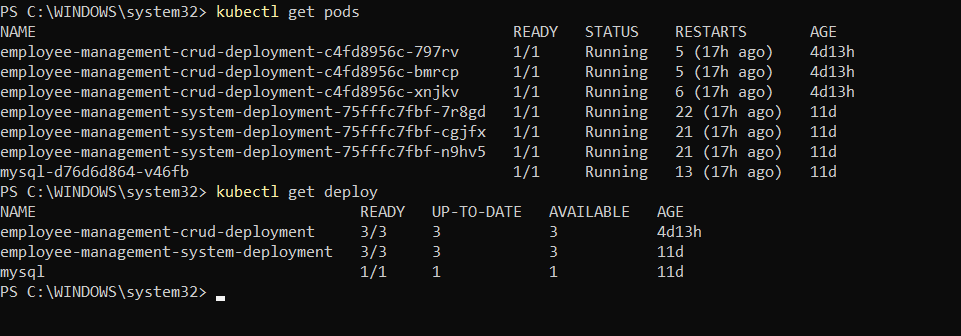 PS C:\WINDOWS\system32> kubectl get pods
NAME READY STATUS RESTARTS AGE
employee-management-crud-deployment-c4fd8956c-797rv 1/1 Running 5 (17h ago) 4d13h
employee-management-crud-deployment-c4fd8956c-bmrcp 1/1 Running 5 (17h ago) 4d13h
employee-management-crud-deployment-c4fd8956c-xnjkv 1/1 Running 6 (17h ago) 4d13h
employee-management-system-deployment-75fffc7fbf-7r8gd 1/1 Running 22 (17h ago) 11d
employee-management-system-deployment-75fffc7fbf-cgjfx 1/1 Running 21 (17h ago) 11d
employee-management-system-deployment-75fffc7fbf-n9hv5 1/1 Running 21 (17h ago) 11d
mysql-d76d6d864-v46fb 1/1 Running 13 (17h ago) 11d
PS C:\WINDOWS\system32> kubectl get deploy
NAME READY UP-TO-DATE AVAILABLE AGE
employee-management-crud-deployment 3/3 3 3 4d13h
employee-management-system-deployment 3/3 3 3 11d
mysql 1/1 1 1 11d
PS C:\WINDOWS\system32>